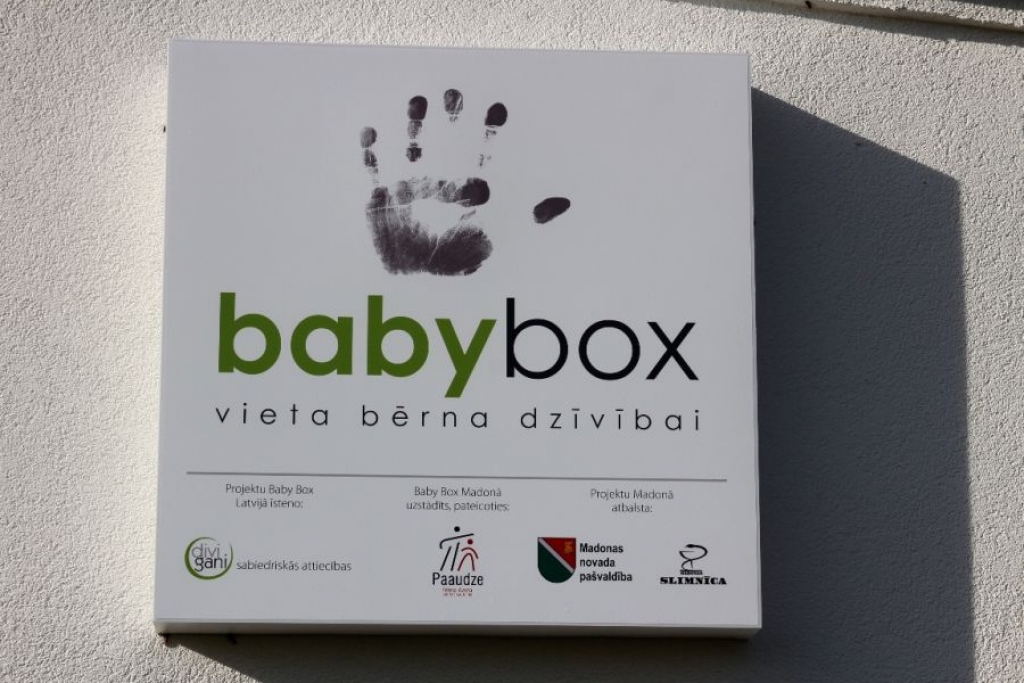 babybox
vieta bērna dzīvībai
Projektu Baby Box
Latvijā īsteno:
divi
gani
sabiedriskās attiecības
Baby Box Madonā
uzstādīts, pateicoties:
Paaudze
Projektu Madonā
atbalsta:
Madonas
novada
pašvaldība
SLIMNĪCA